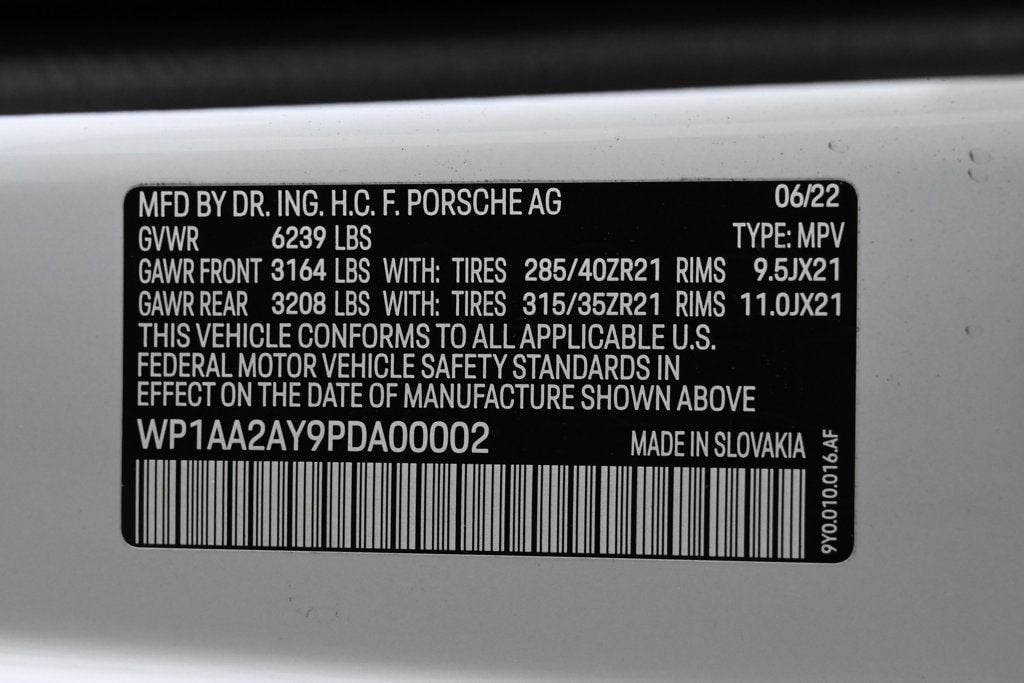 MFD BY DR. ING. H.C. F. PORSCHE AG 06/22
GVWR 6239 LBS TYPE: MPV
GAWR FRONT 3164 LBS WITH: TIRES 285/40ZR21 RIMS 9.5JX21
GAWR REAR 3208 LBS WITH: TIRES 315/35ZR21 RIMS 11.0JX21
THIS VEHICLE CONFORMS TO ALL APPLICABLE U.S.
FEDERAL MOTOR VEHICLE SAFETY STANDARDS IN
EFFECT ON THE DATE OF MANUFACTURE SHOWN ABOVE
WP1AA2AY9PDA00002 MADE IN SLOVAKIA
9Y0.010.016.AF